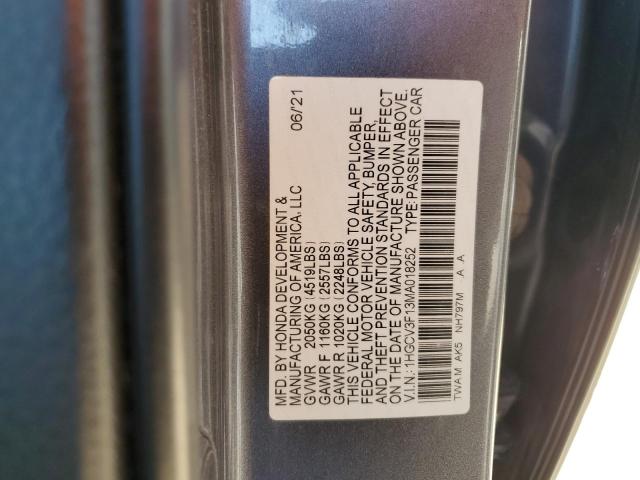 MFD. BY HONDA DEVELOPMENT &
MANUFACTURING OF AMERICA, LLC 06/'21
GVWR 2050KG (4519LBS)
GAWR F 1160KG (2557LBS)
GAWR R 1020KG (2248LBS)
THIS VEHICLE CONFORMS TO ALL APPLICABLE
FEDERAL MOTOR VEHICLE SAFETY, BUMPER,
AND THEFT PREVENTION STANDARDS IN EFFECT
ON THE DATE OF MANUFACTURE SHOWN ABOVE.
V.I.N.: 1HGCV3F13MA018252 TYPE: PASSENGER CAR
TWAM AK5 NH797M A A